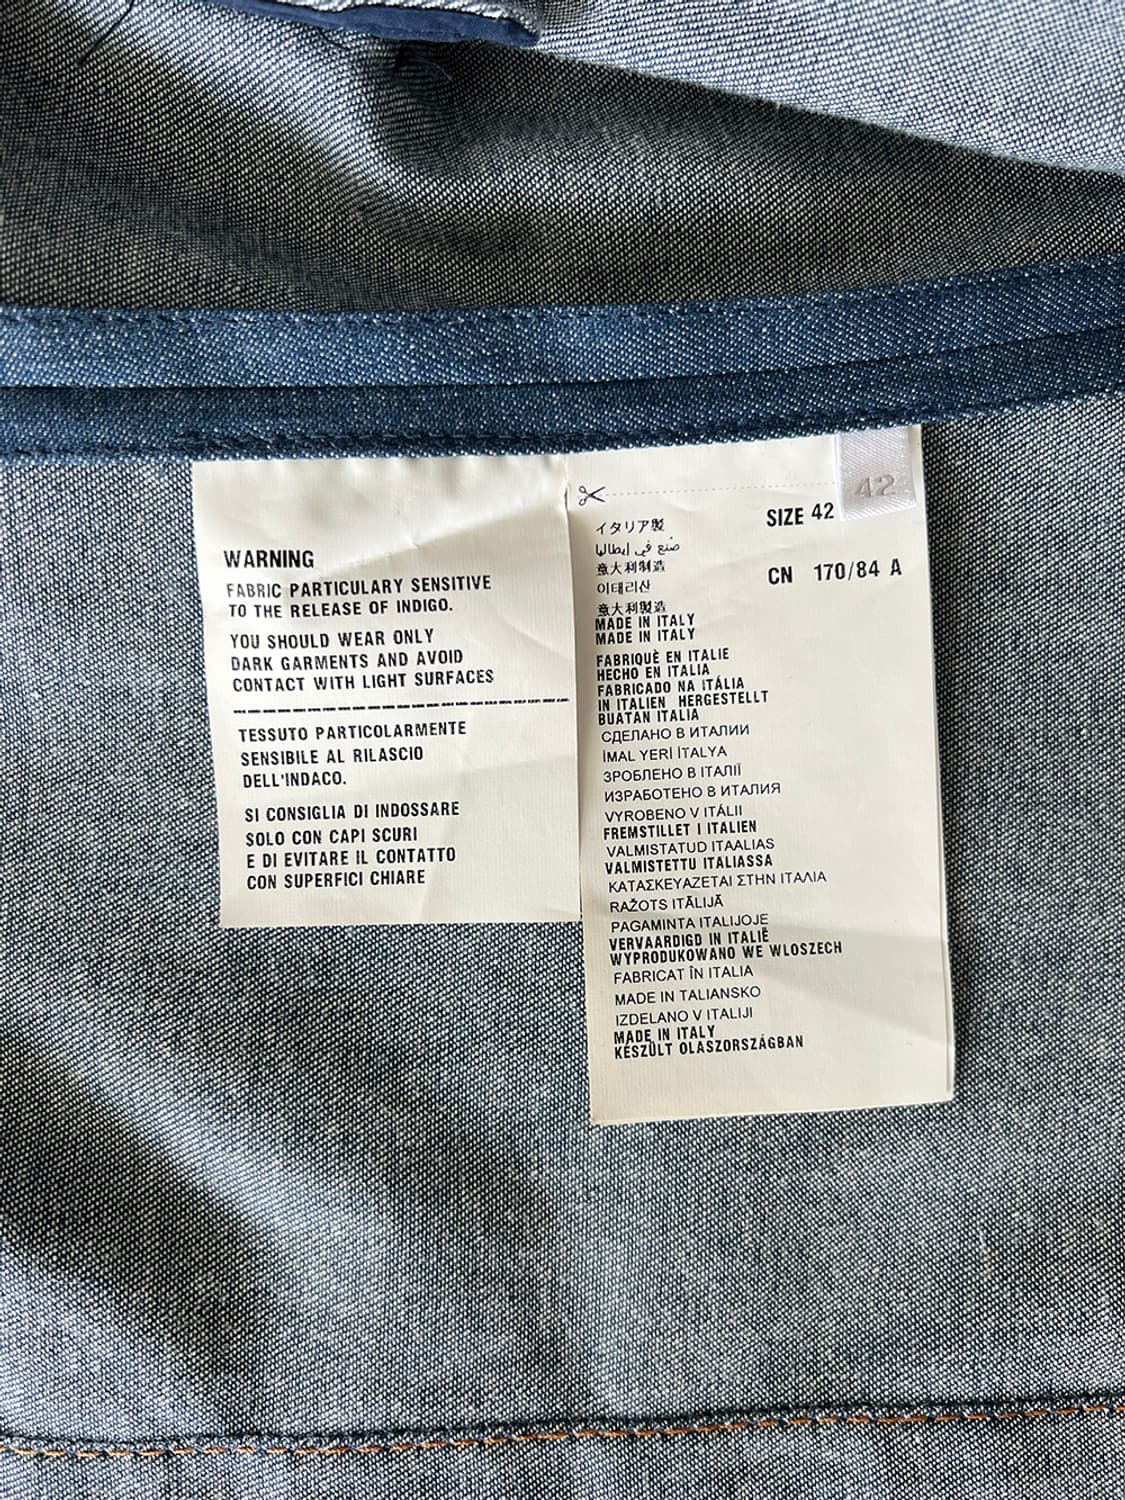 WARNING
FABRIC PARTICULARY SENSITIVE
TO THE RELEASE OF INDIGO.
YOU SHOULD WEAR ONLY
DARK GARMENTS AND AVOID
CONTACT WITH LIGHT SURFACES
TESSUTO PARTICOLARMENTE
SENSIBILE AL RILASCIO
DELL'INDACO.
SI CONSIGLIA DI INDOSSARE
SOLO CON CAPI SCURI
E DI EVITARE IL CONTATTO
CON SUPERFICI CHIARE
42
SIZE 42
CN 170/84 A
イタリア製
صُنع في إيطاليا
意大利制造
이태리산
意大利製造
MADE IN ITALY
MADE IN ITALY
FABRIQUÈ EN ITALIE
HECHO EN ITALIA
FABRICADO NA ITÁLIA
IN ITALIEN HERGESTELLT
BUATAN ITALIA
СДЕЛАНО В ИТАЛИИ
İMAL YERİ İTALYA
ЗРОБЛЕНО В ІТАЛІЇ
ИЗРАБОТЕНО В ИТАЛИЯ
VYROBENO V ITÁLII
FREMSTILLET I ITALIEN
VALMISTATUD ITAALIAS
VALMISTETTU ITALIASSA
ΚΑΤΑΣΚΕΥΑΖΕΤΑΙ ΣΤΗΝ ΙΤΑΛΙΑ
RAŽOTS ITĀLIJĀ
PAGAMINTA ITALIJOJE
VERVAARDIGD IN ITALIË
WYPRODUKOWANO WE WLOSZECH
FABRICAT ÎN ITALIA
MADE IN TALIANSKO
IZDELANO V ITALIJI
MADE IN ITALY
KÉSZÜLT OLASZORSZÁGBAN